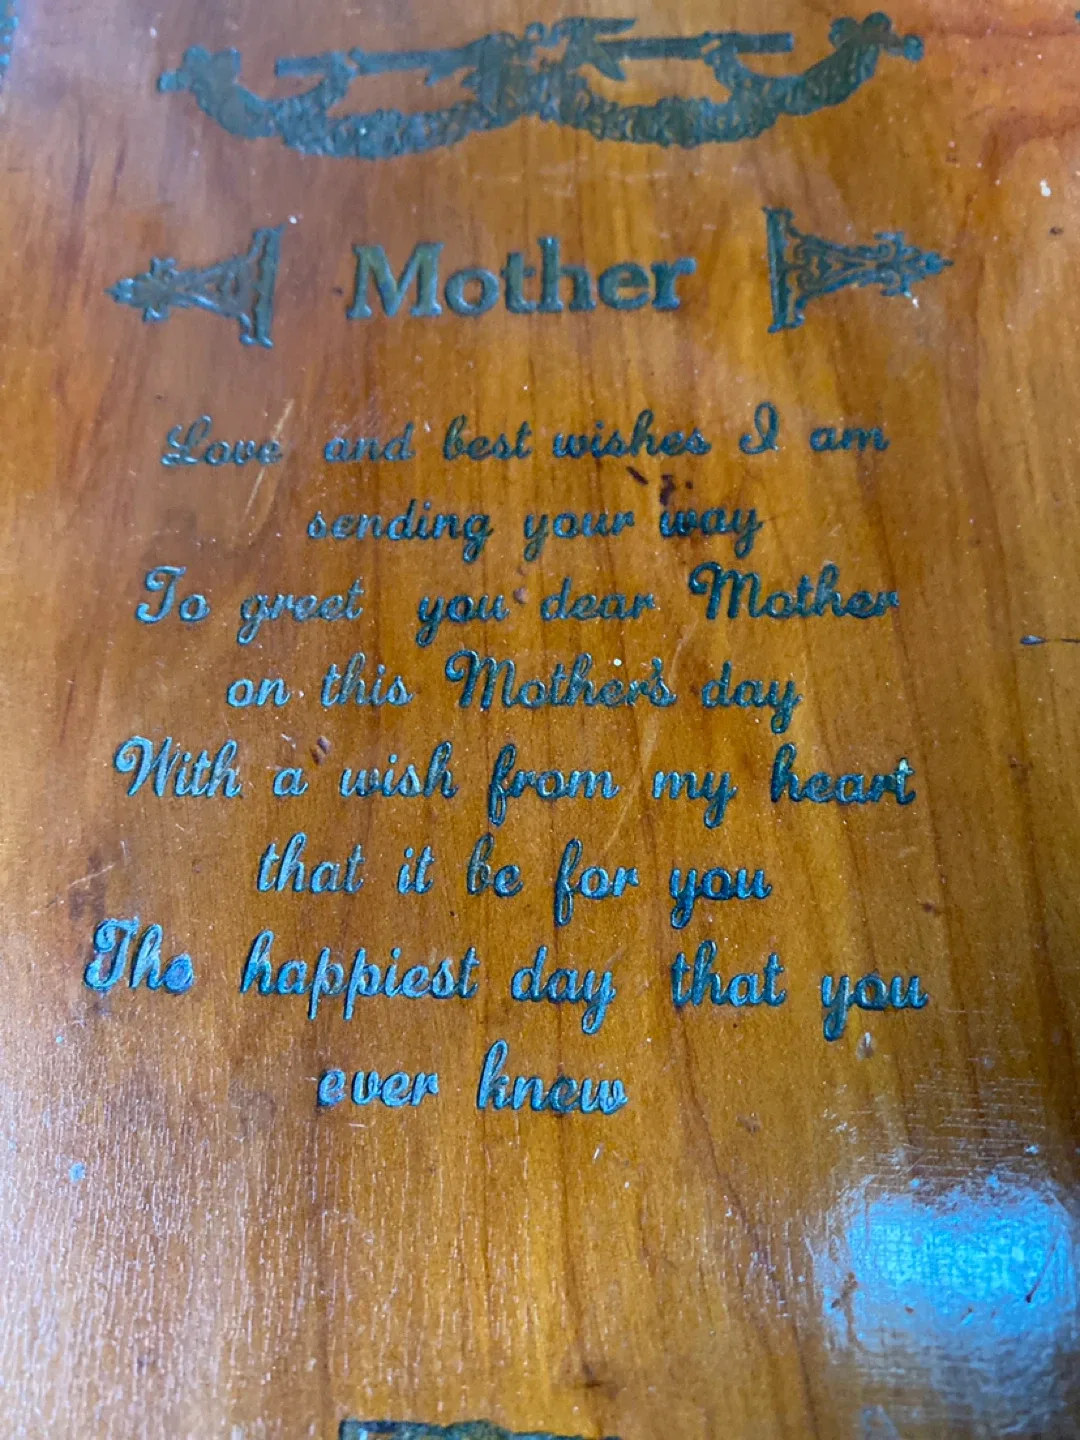 Mother
Love and best wishes I am
sending your way
To greet you dear Mother
on this Mother's day
With a wish from my heart
that it be for you
The happiest day that you
ever knew